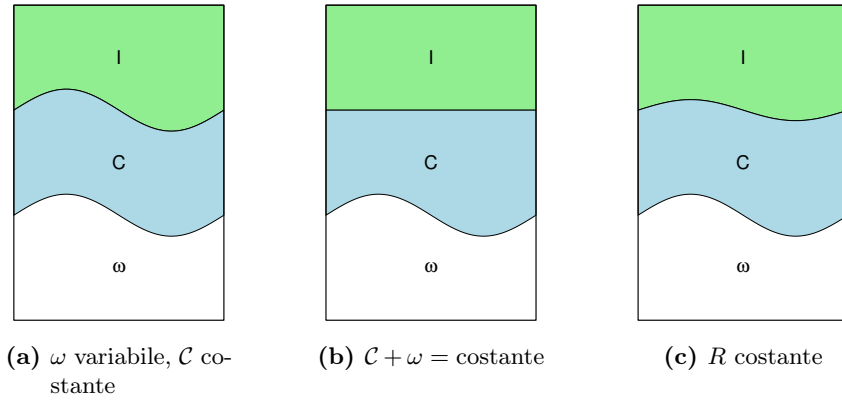 I
I
I
C
C
C
ω
ω
ω
(a) ω variabile, C co-
stante
(b) C + ω = costante
(c) R costante